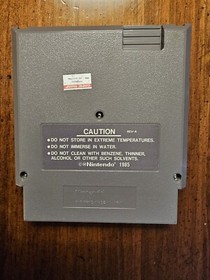 CAUTION
•DO NOT STORE IN EXTREME TEMPERATURES.
•DO NOT IMMERSE IN WATER.
•DO NOT CLEAN WITH BENZENE, THINNER,
ALCOHOL OR OTHER SUCH SOLVENTS.
©Nintendo 1985